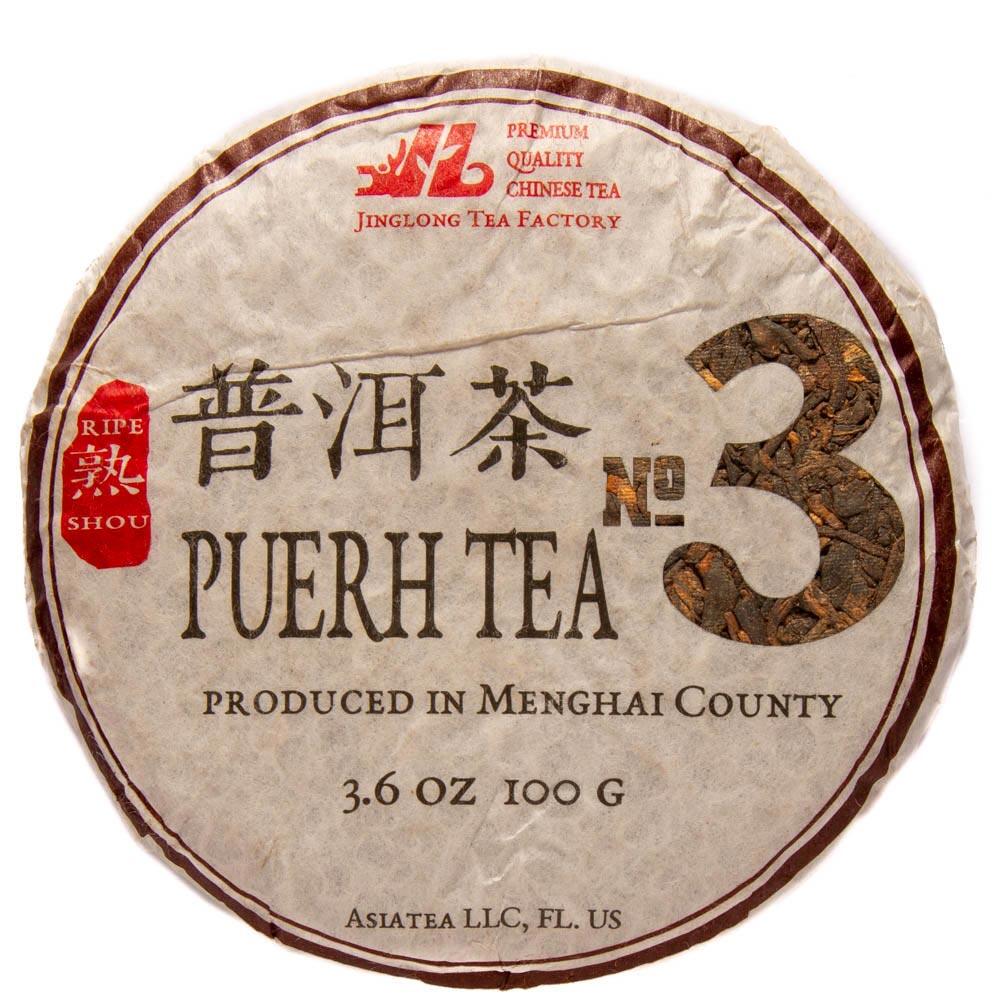 PREMIUM
QUALITY
CHINESE TEA
JINGLONG TEA FACTORY
RIPE
熟
SHOU
普洱茶
PUERH TEA
Nº 3
PRODUCED IN MENGHAI COUNTY
3.6 OZ 100 G
ASIATEA LLC, FL. US